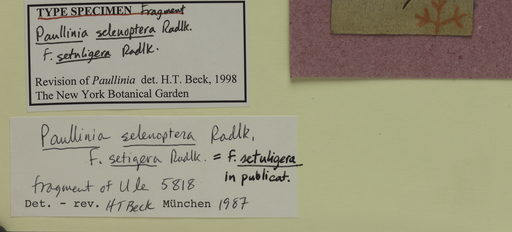 TYPE SPECIMEN Fragment
Paullinia selenoptera Radlk.
F. setuligera Radlk.
Revision of Paullinia det. H.T. Beck, 1998
The New York Botanical Garden
Paullinia selenoptera Radlk.
F. setigera Radlk. = F. setuligera
in publicat.
fragment of Ule 5818
Det. - rev. HT Beck München 1987